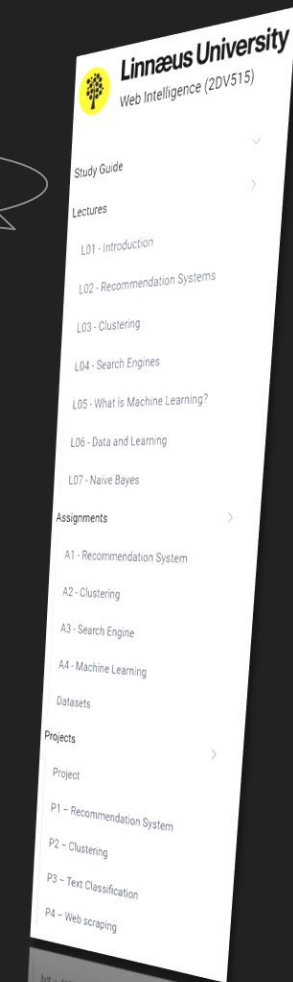 Linnæus University
Web Intelligence (2DV515)
Study Guide
Lectures
L01 - Introduction
L02 - Recommendation Systems
L03 - Clustering
L04 - Search Engines
L05 - What is Machine Learning?
L06 - Data and Learning
L07 - Naive Bayes
Assignments
A1 - Recommendation System
A2 - Clustering
A3 - Search Engine
A4 - Machine Learning
Datasets
Projects
Project
P1 – Recommendation System
P2 – Clustering
P3 – Text Classification
P4 – Web scraping